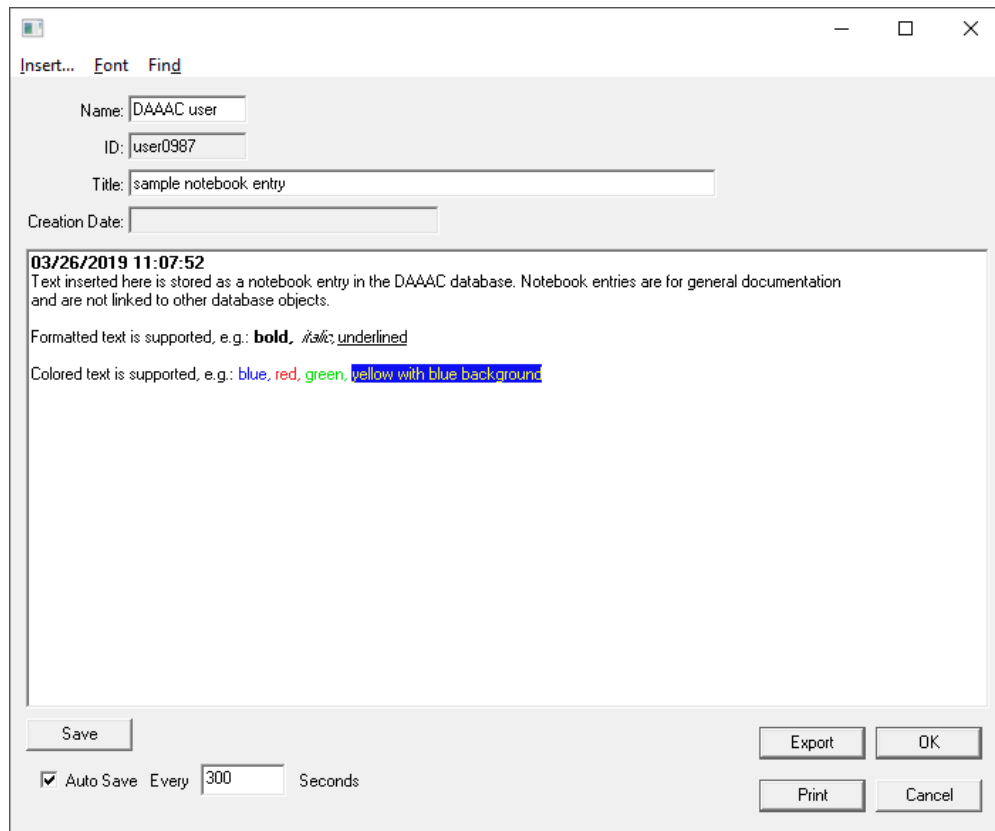 Insert... Font Find
Name: DAAAC user
ID: user0987
Title: sample notebook entry
Creation Date:
03/26/2019 11:07:52
Text inserted here is stored as a notebook entry in the DAAAC database. Notebook entries are for general documentation
and are not linked to other database objects.
Formatted text is supported, e.g.: bold, italic, underlined
Colored text is supported, e.g.: blue, red, green, yellow with blue background
Save
Export OK
Auto Save Every 300 Seconds
Print Cancel